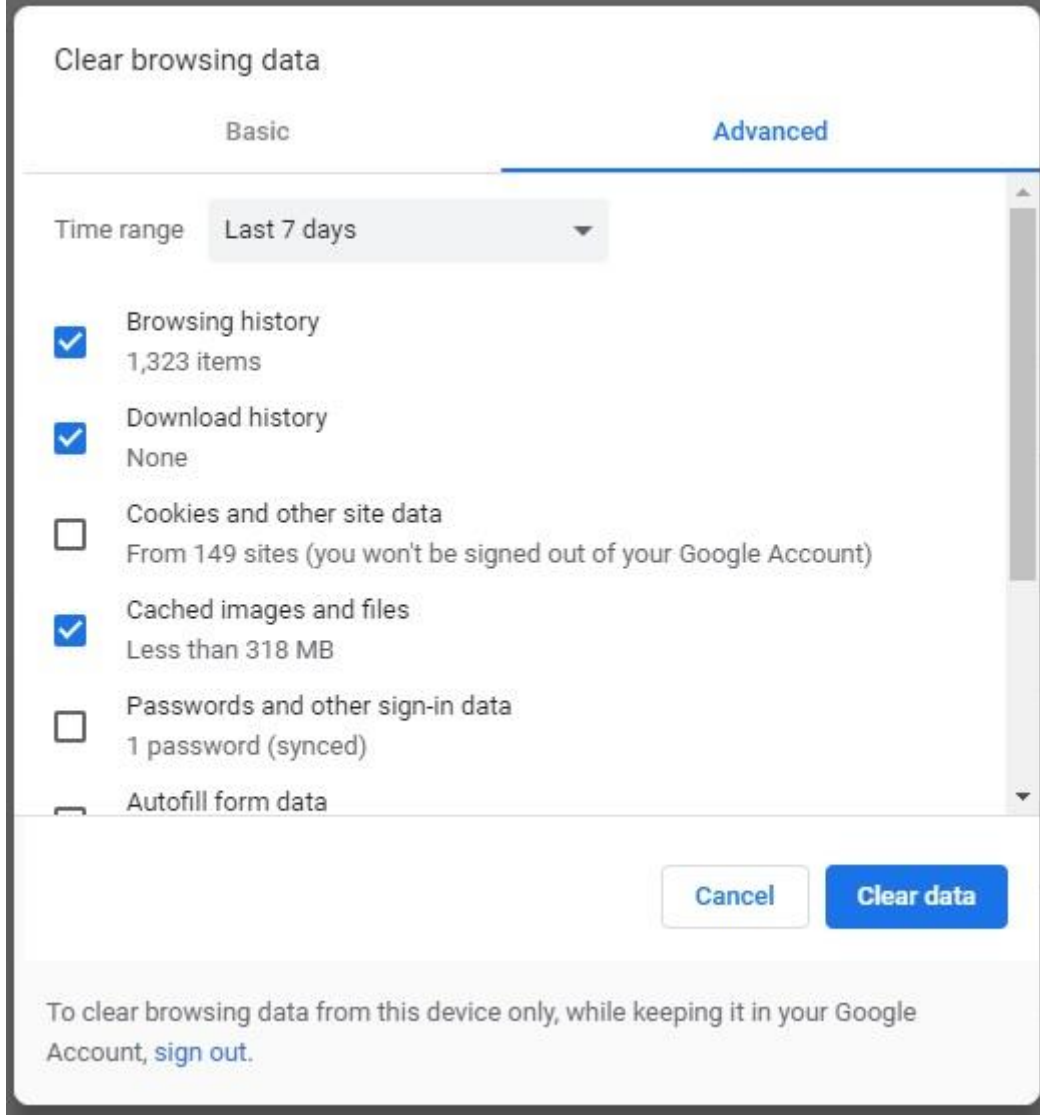 Clear browsing data
Basic
Advanced
Time range
Last 7 days
Browsing history
1,323 items
Download history
None
Cookies and other site data
From 149 sites (you won't be signed out of your Google Account)
Cached images and files
Less than 318 MB
Passwords and other sign-in data
1 password (synced)
Autofill form data
Cancel
Clear data
To clear browsing data from this device only, while keeping it in your Google
Account, sign out.